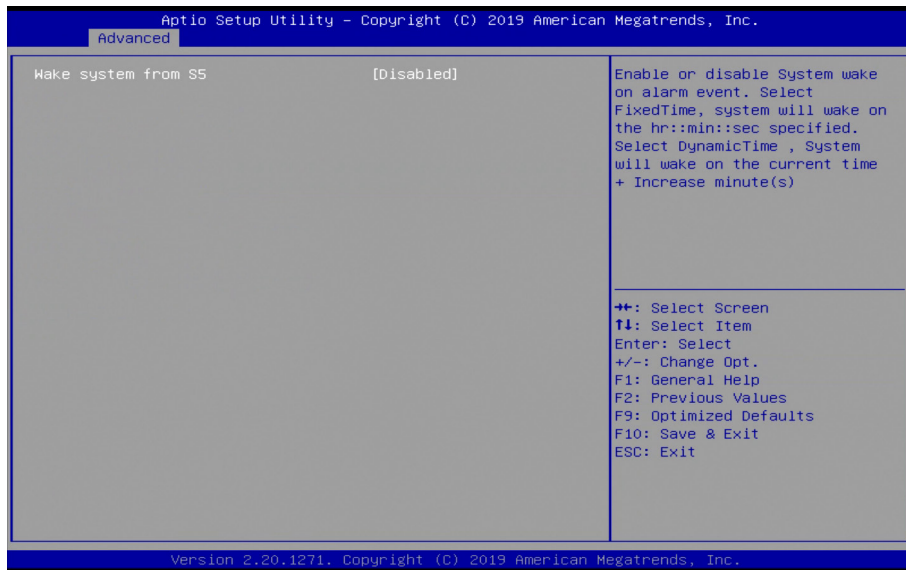 Aptio Setup Utility – Copyright (C) 2019 American Megatrends, Inc.
Advanced
Wake system from S5 [Disabled]
Enable or disable System wake
on alarm event. Select
FixedTime, system will wake on
the hr::min::sec specified.
Select DynamicTime , System
will wake on the current time
+ Increase minute(s)
→←: Select Screen
↑↓: Select Item
Enter: Select
+/-: Change Opt.
F1: General Help
F2: Previous Values
F9: Optimized Defaults
F10: Save & Exit
ESC: Exit
Version 2.20.1271. Copyright (C) 2019 American Megatrends, Inc.